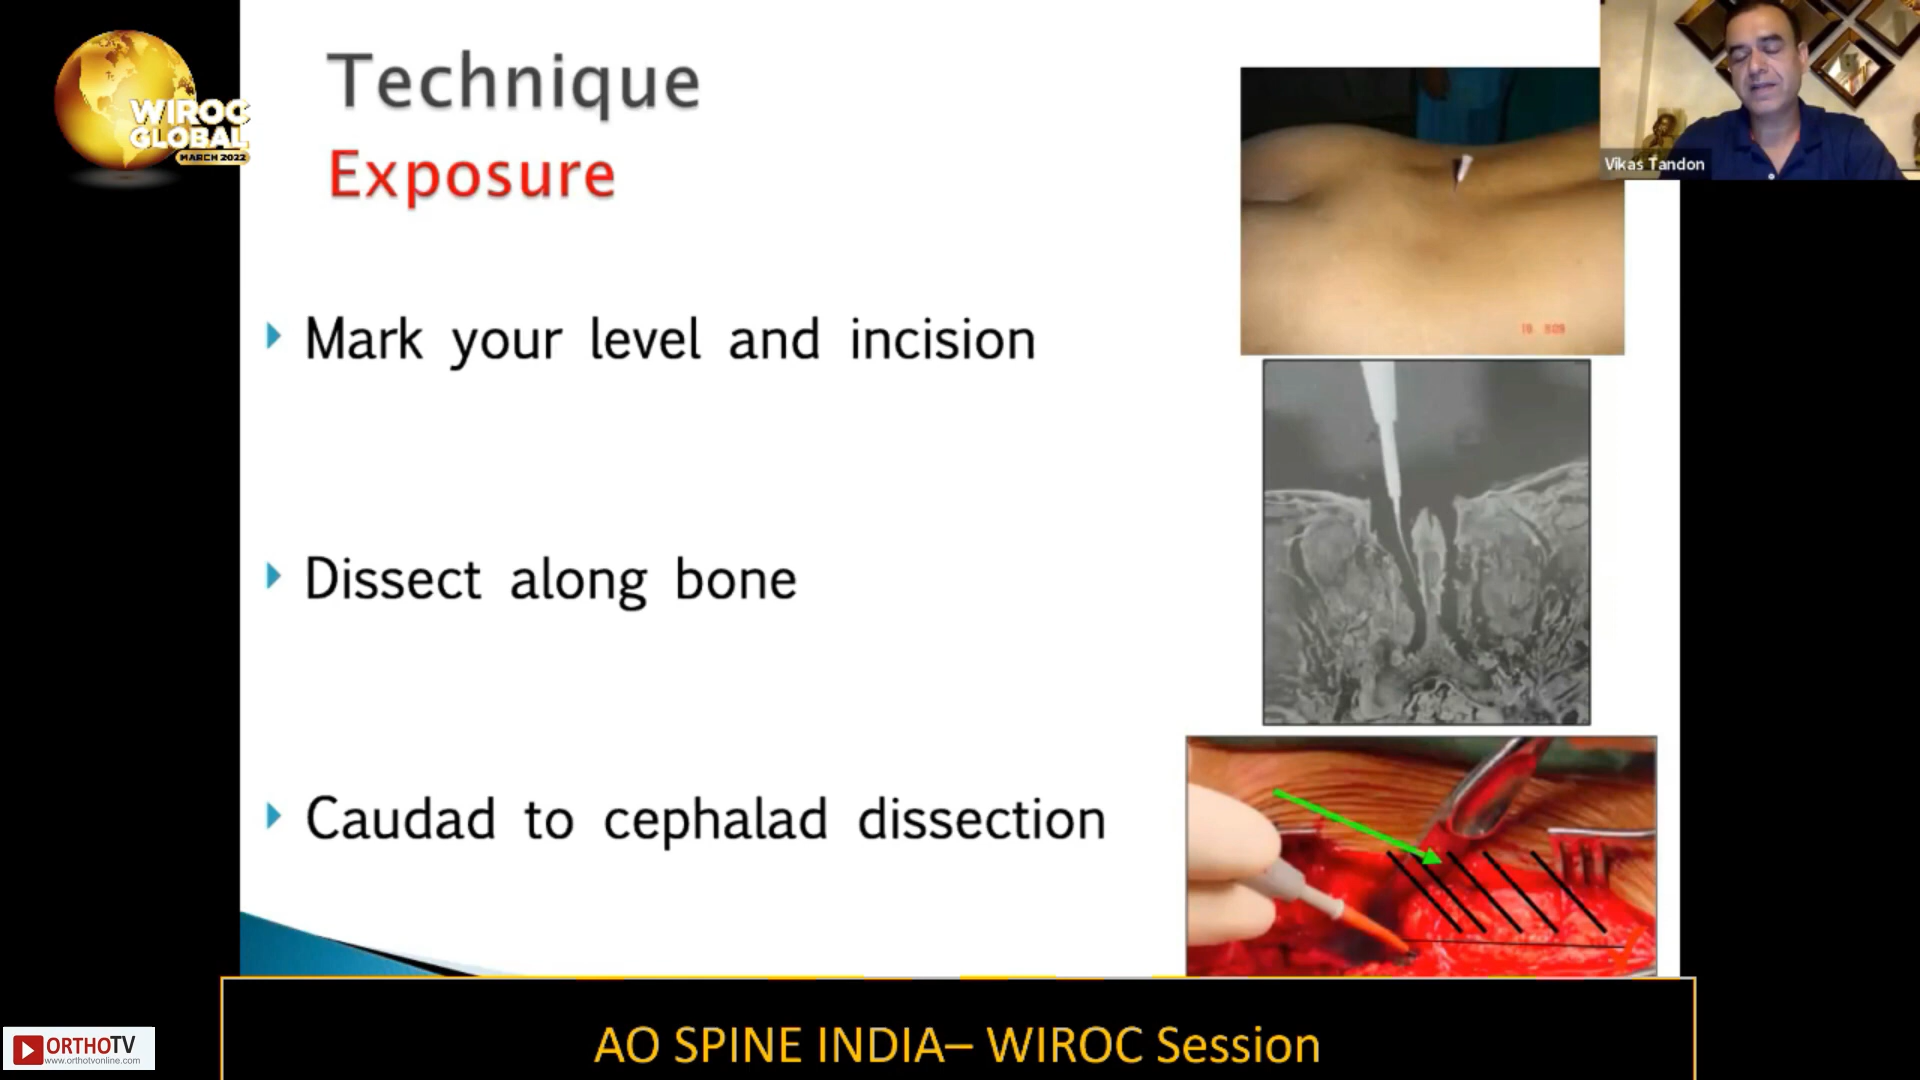 WIROC
GLOBAL
MARCH 2022
Technique
Exposure
Vikas Tandon
Mark your level and incision
Dissect along bone
Caudad to cephalad dissection
AO SPINE INDIA– WIROC Session
ORTHOTV
www.orthotvonline.com